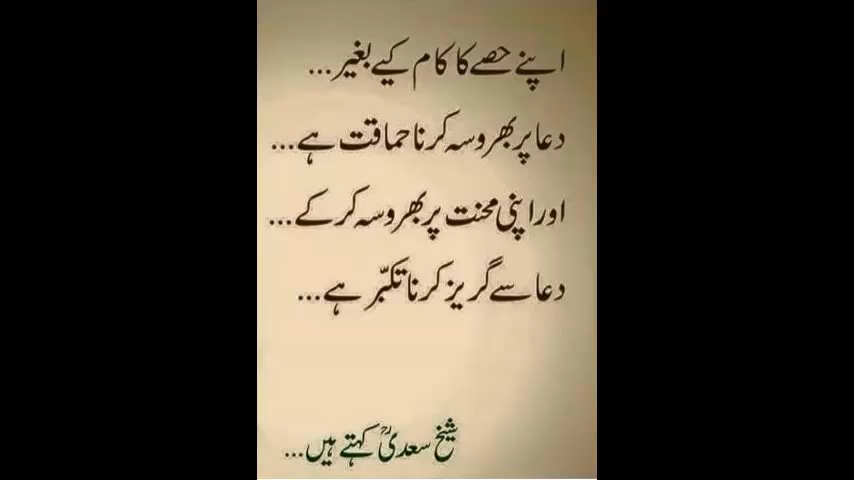 اپنے حصے کا کام کیے بغیر...
دعا پر بھروسہ کرنا حماقت ہے...
اور اپنی محنت پر بھروسہ کر کے...
دعا سے گریز کرنا تکبّر ہے...
شیخ سعدیؒ کہتے ہیں...